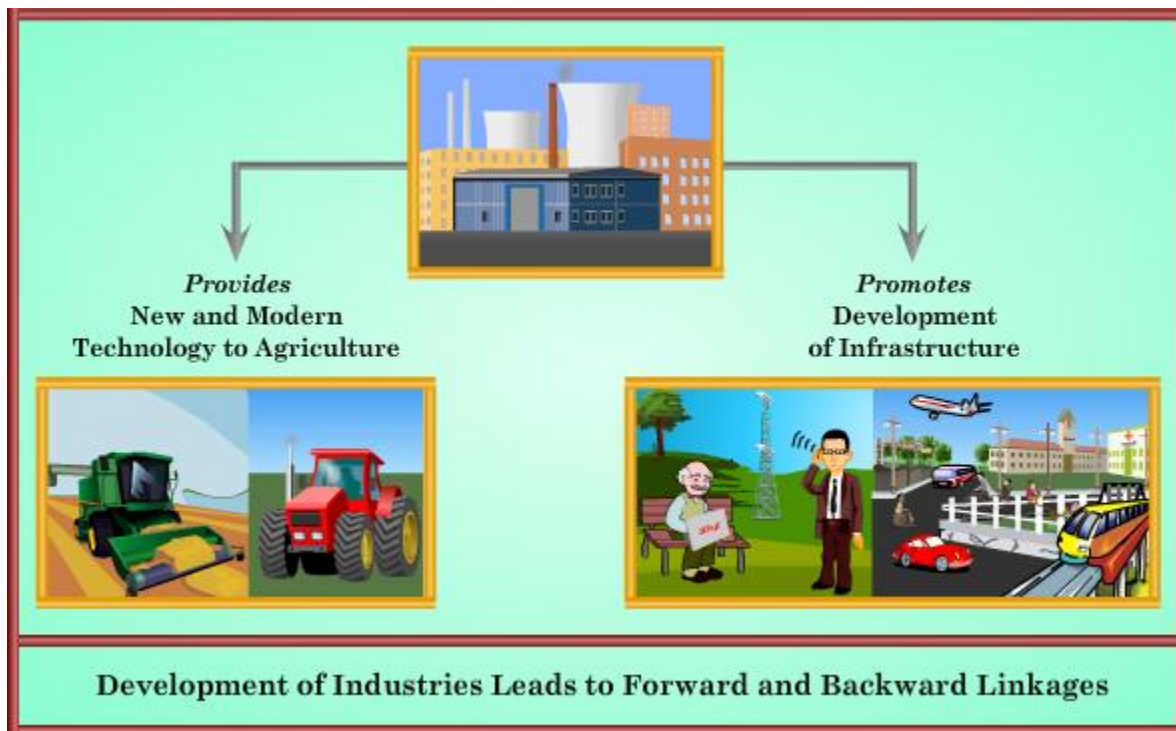 Provides
New and Modern
Technology to Agriculture
Promotes
Development
of Infrastructure
Development of Industries Leads to Forward and Backward Linkages